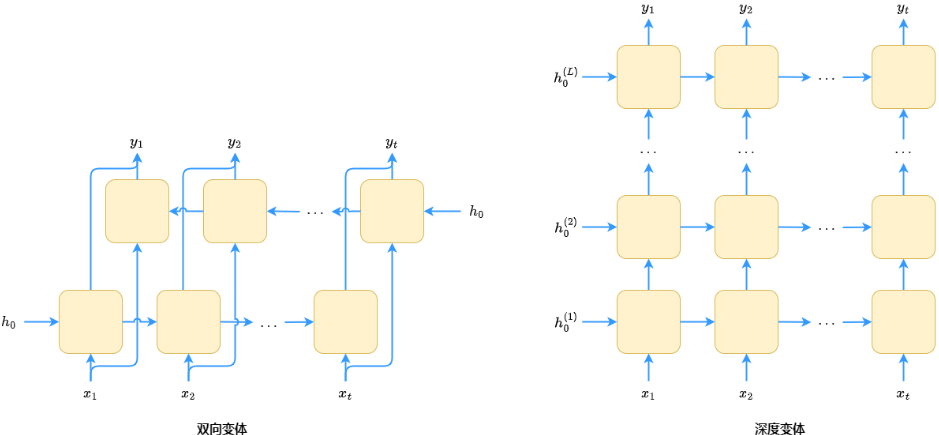 y₁ y₂ yₜ
h₀
⋯
h₀
⋯
x₁ x₂ xₜ
双向变体
y₁ y₂ yₜ
h₀⁽ᴸ⁾ ⋯
⋯ ⋯ ⋯
h₀⁽²⁾ ⋯
h₀⁽¹⁾ ⋯
x₁ x₂ xₜ
深度变体